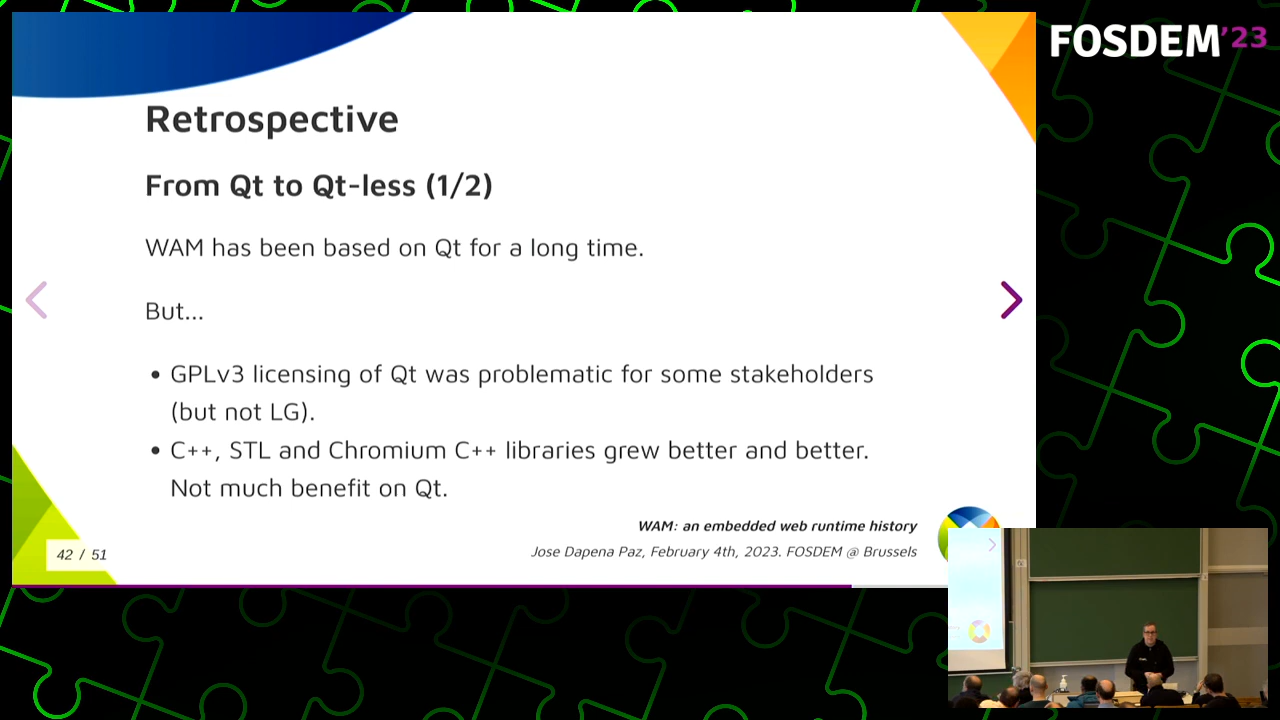 FOSDEM'23
Retrospective
From Qt to Qt-less (1/2)
WAM has been based on Qt for a long time.
But...
• GPLv3 licensing of Qt was problematic for some stakeholders
(but not LG).
• C++, STL and Chromium C++ libraries grew better and better.
Not much benefit on Qt.
WAM: an embedded web runtime history
Jose Dapena Paz, February 4th, 2023. FOSDEM @ Brussels
42 / 51